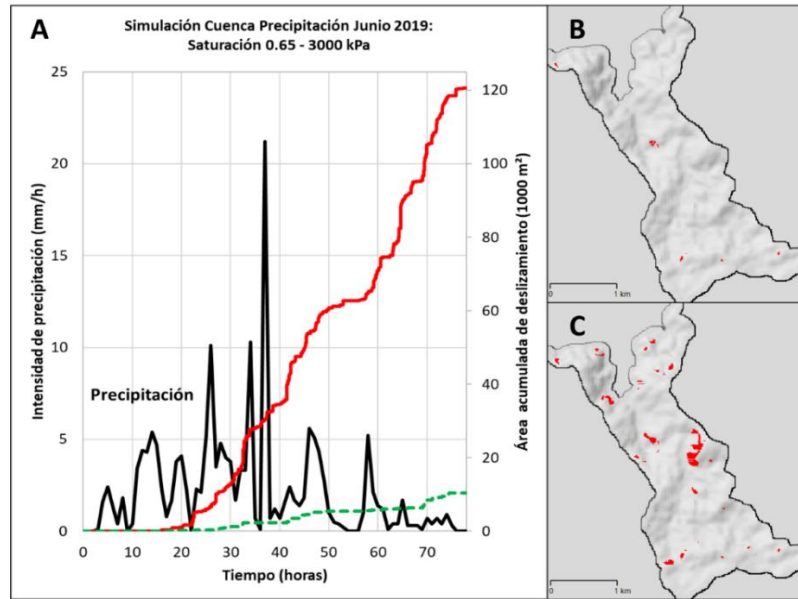 A
Simulación Cuenca Precipitación Junio 2019:
Saturación 0.65 - 3000 kPa
Intensidad de precipitación (mm/h)
25
20
15
10
5
0
Precipitación
0 10 20 30 40 50 60 70
Tiempo (horas)
120
100
80
60
40
20
0
Área acumulada de deslizamiento (1000 m²)
B
0 1 km
C
0 1 km